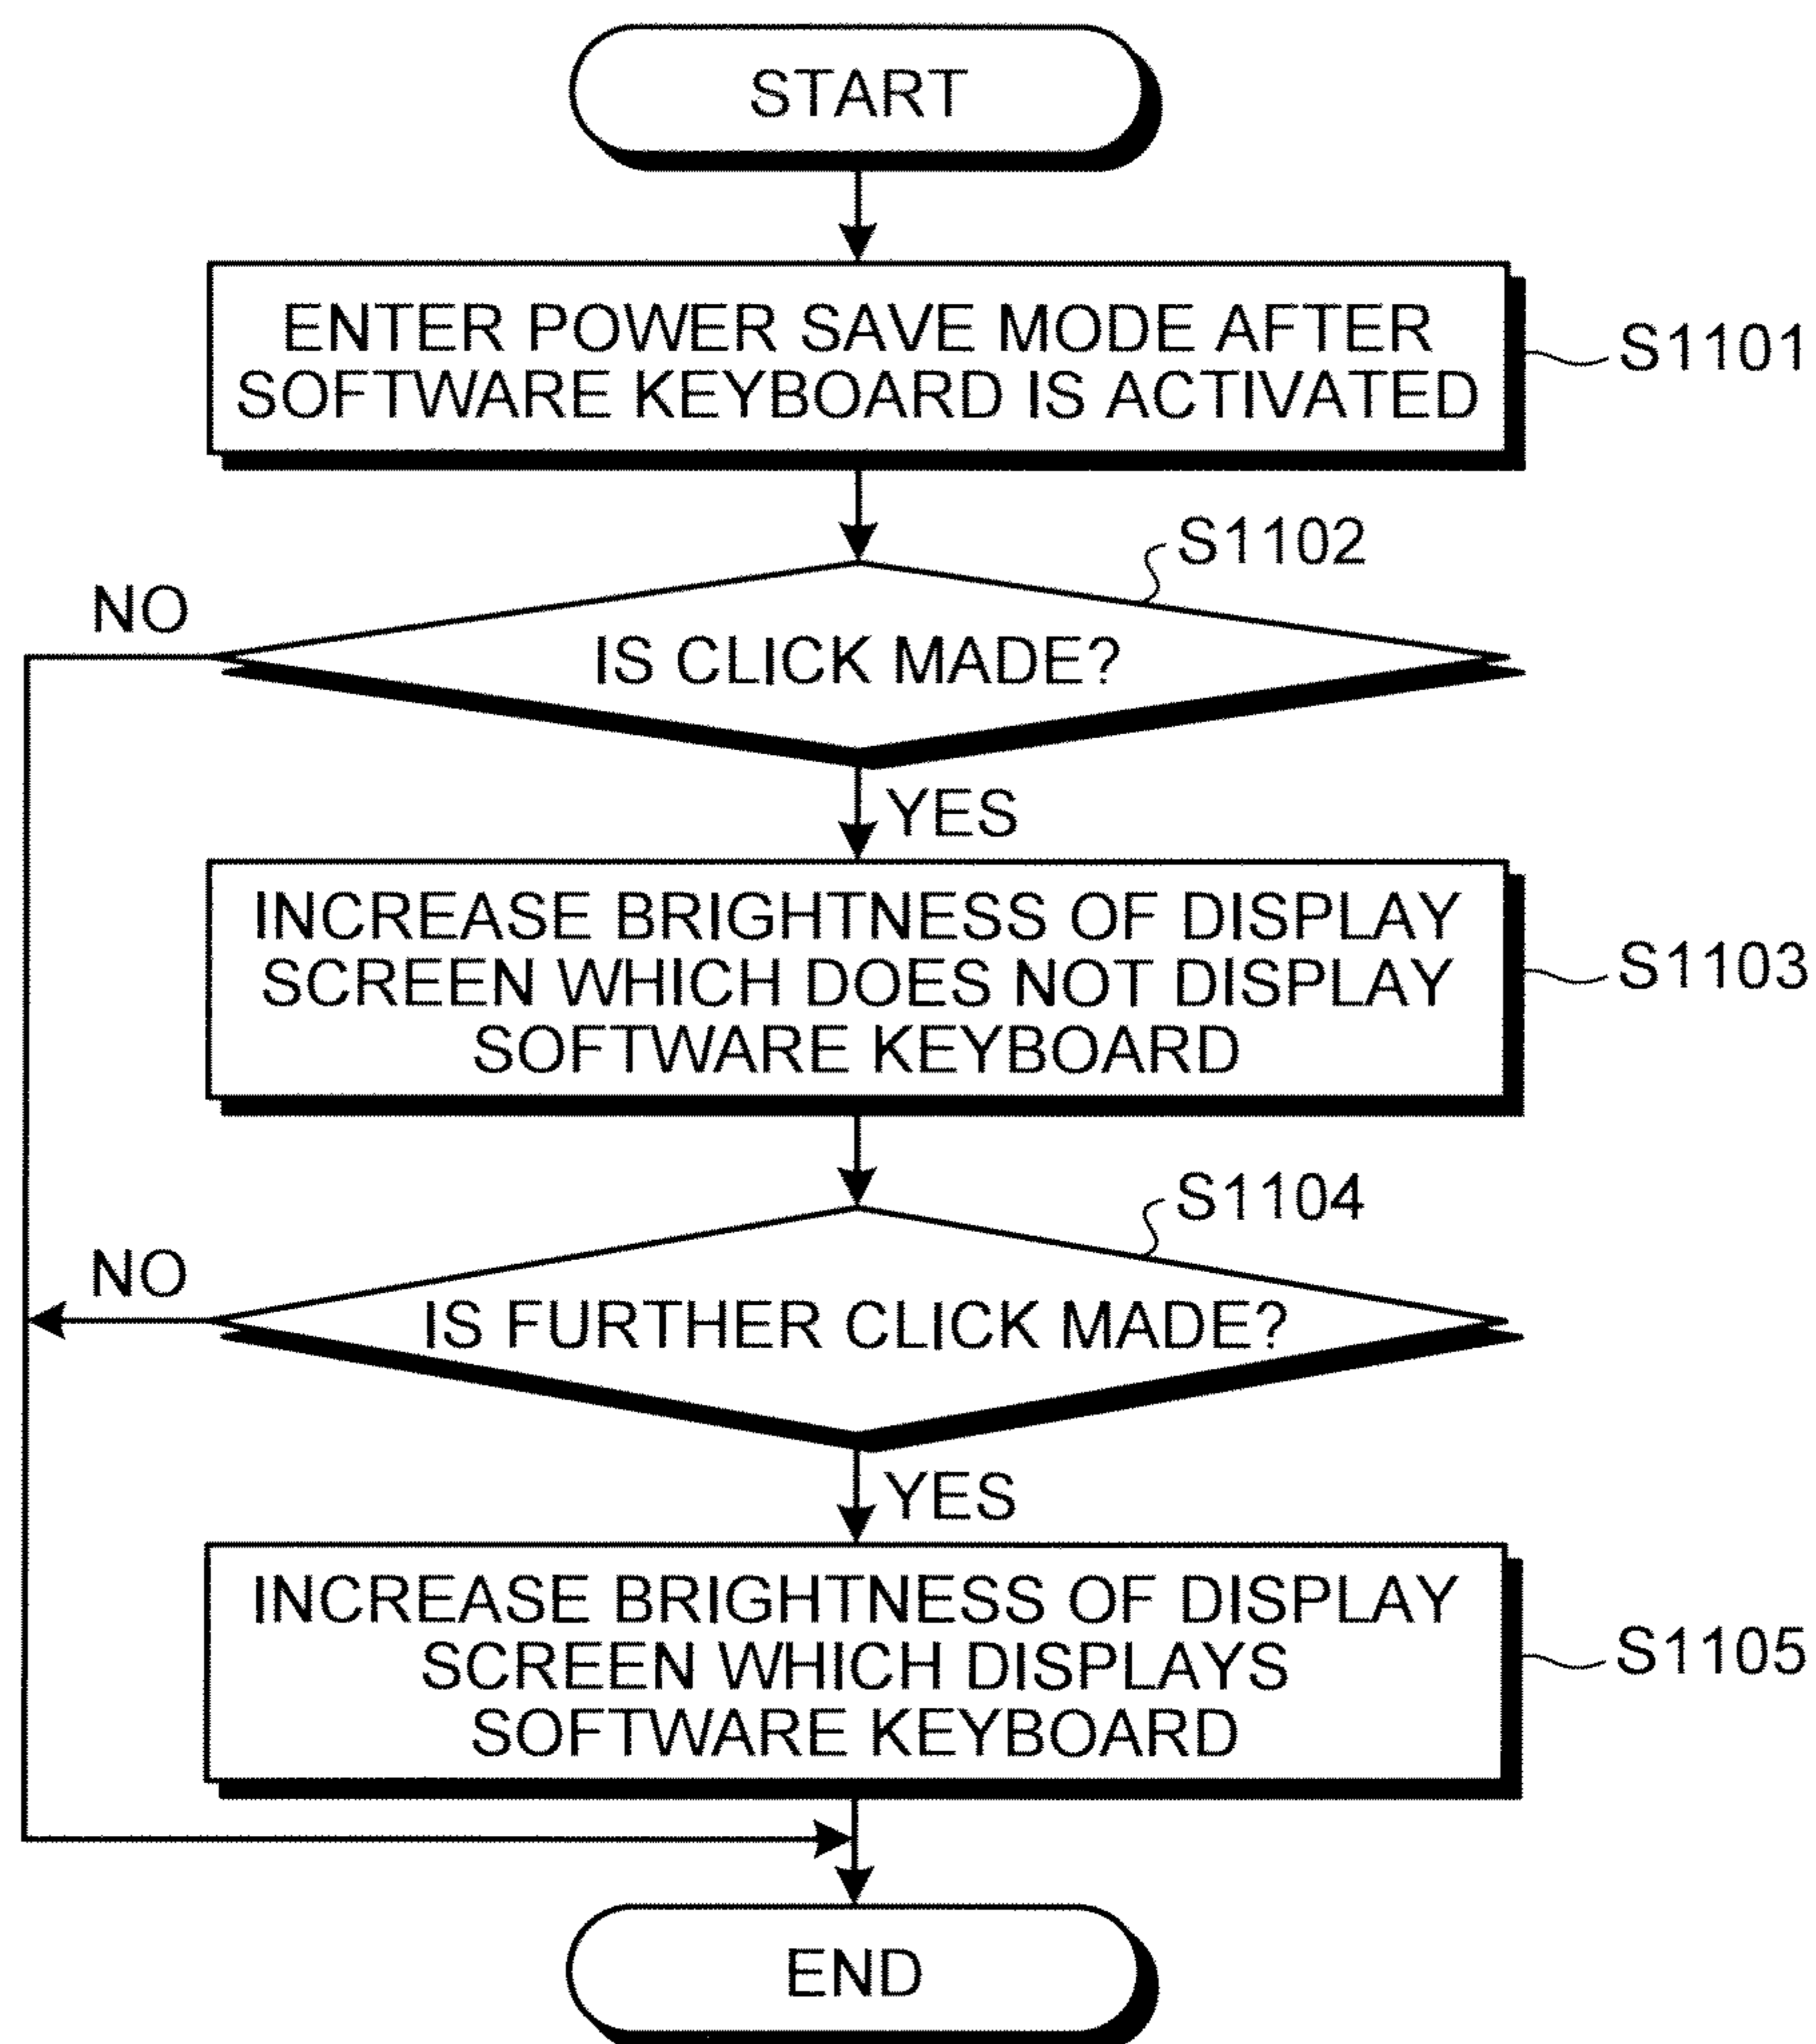 START
ENTER POWER SAVE MODE AFTER
SOFTWARE KEYBOARD IS ACTIVATED
S1101
S1102
NO
IS CLICK MADE?
YES
INCREASE BRIGHTNESS OF DISPLAY
SCREEN WHICH DOES NOT DISPLAY
SOFTWARE KEYBOARD
S1103
S1104
NO
IS FURTHER CLICK MADE?
YES
INCREASE BRIGHTNESS OF DISPLAY
SCREEN WHICH DISPLAYS
SOFTWARE KEYBOARD
S1105
END